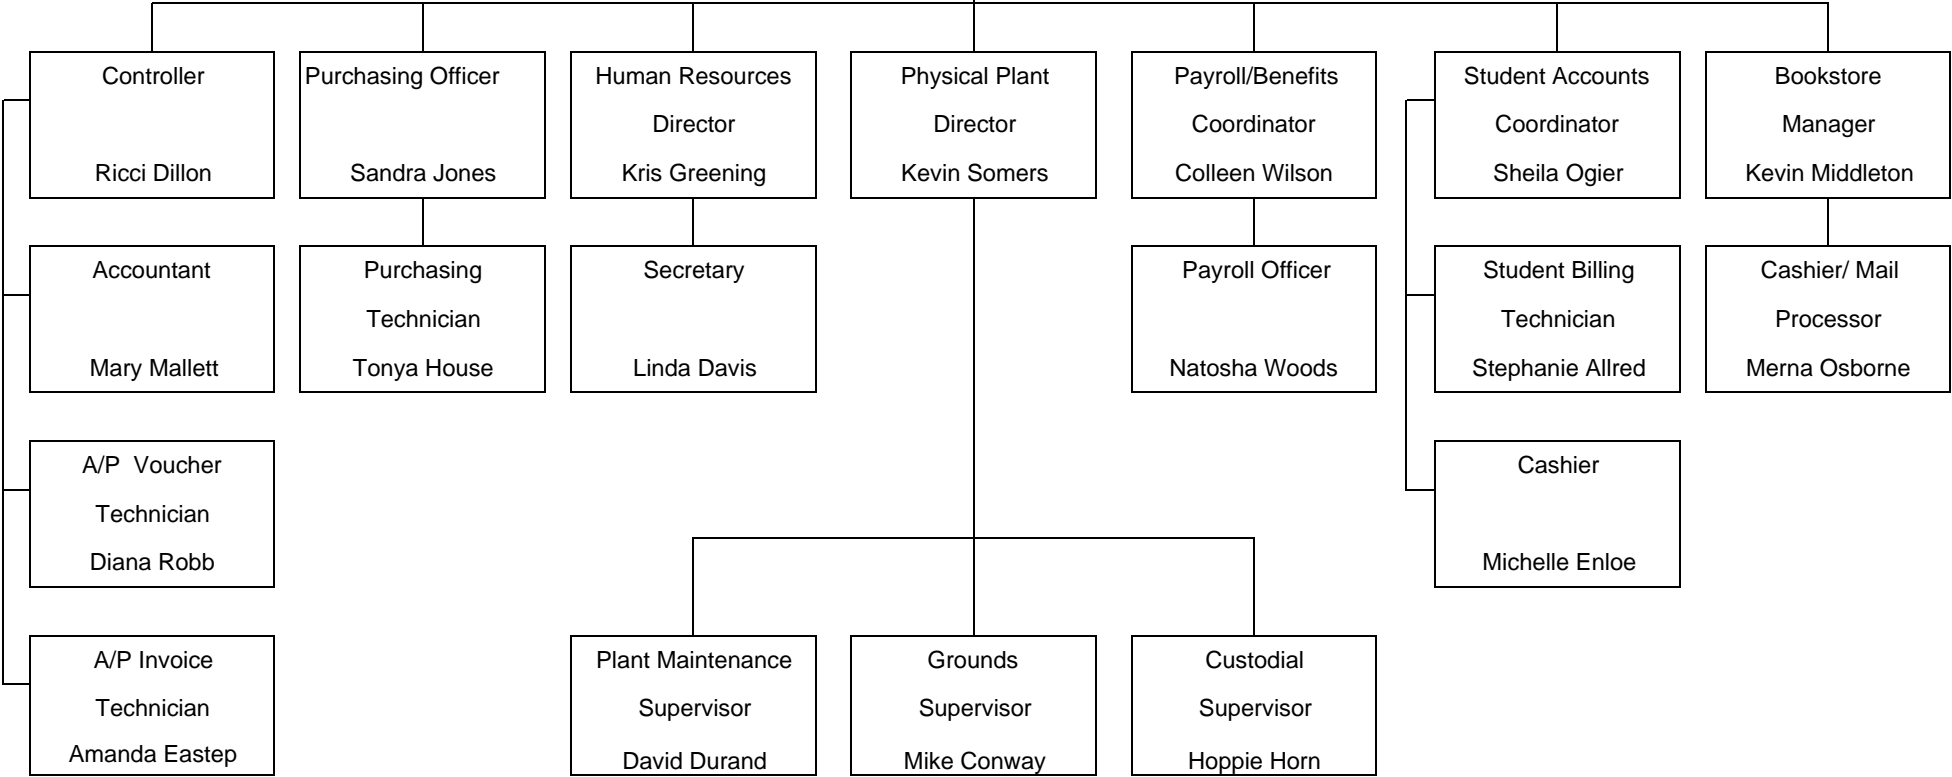 Controller
Ricci Dillon
Purchasing Officer
Sandra Jones
Human Resources
Director
Kris Greening
Physical Plant
Director
Kevin Somers
Payroll/Benefits
Coordinator
Colleen Wilson
Student Accounts
Coordinator
Sheila Ogier
Bookstore
Manager
Kevin Middleton
Accountant
Mary Mallett
Purchasing
Technician
Tonya House
Secretary
Linda Davis
Payroll Officer
Natosha Woods
Student Billing
Technician
Stephanie Allred
Cashier/ Mail
Processor
Merna Osborne
A/P  Voucher
Technician
Diana Robb
Cashier
Michelle Enloe
A/P Invoice
Technician
Amanda Eastep
Plant Maintenance
Supervisor
David Durand
Grounds
Supervisor
Mike Conway
Custodial
Supervisor
Hoppie Horn